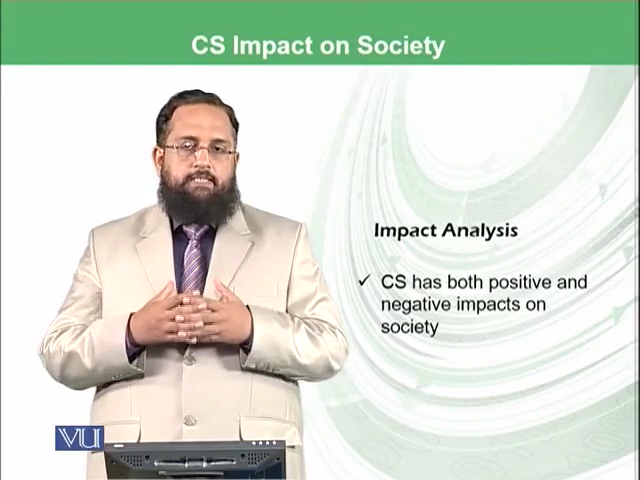 CS Impact on Society
Impact Analysis
✓ CS has both positive and
negative impacts on
society
VU